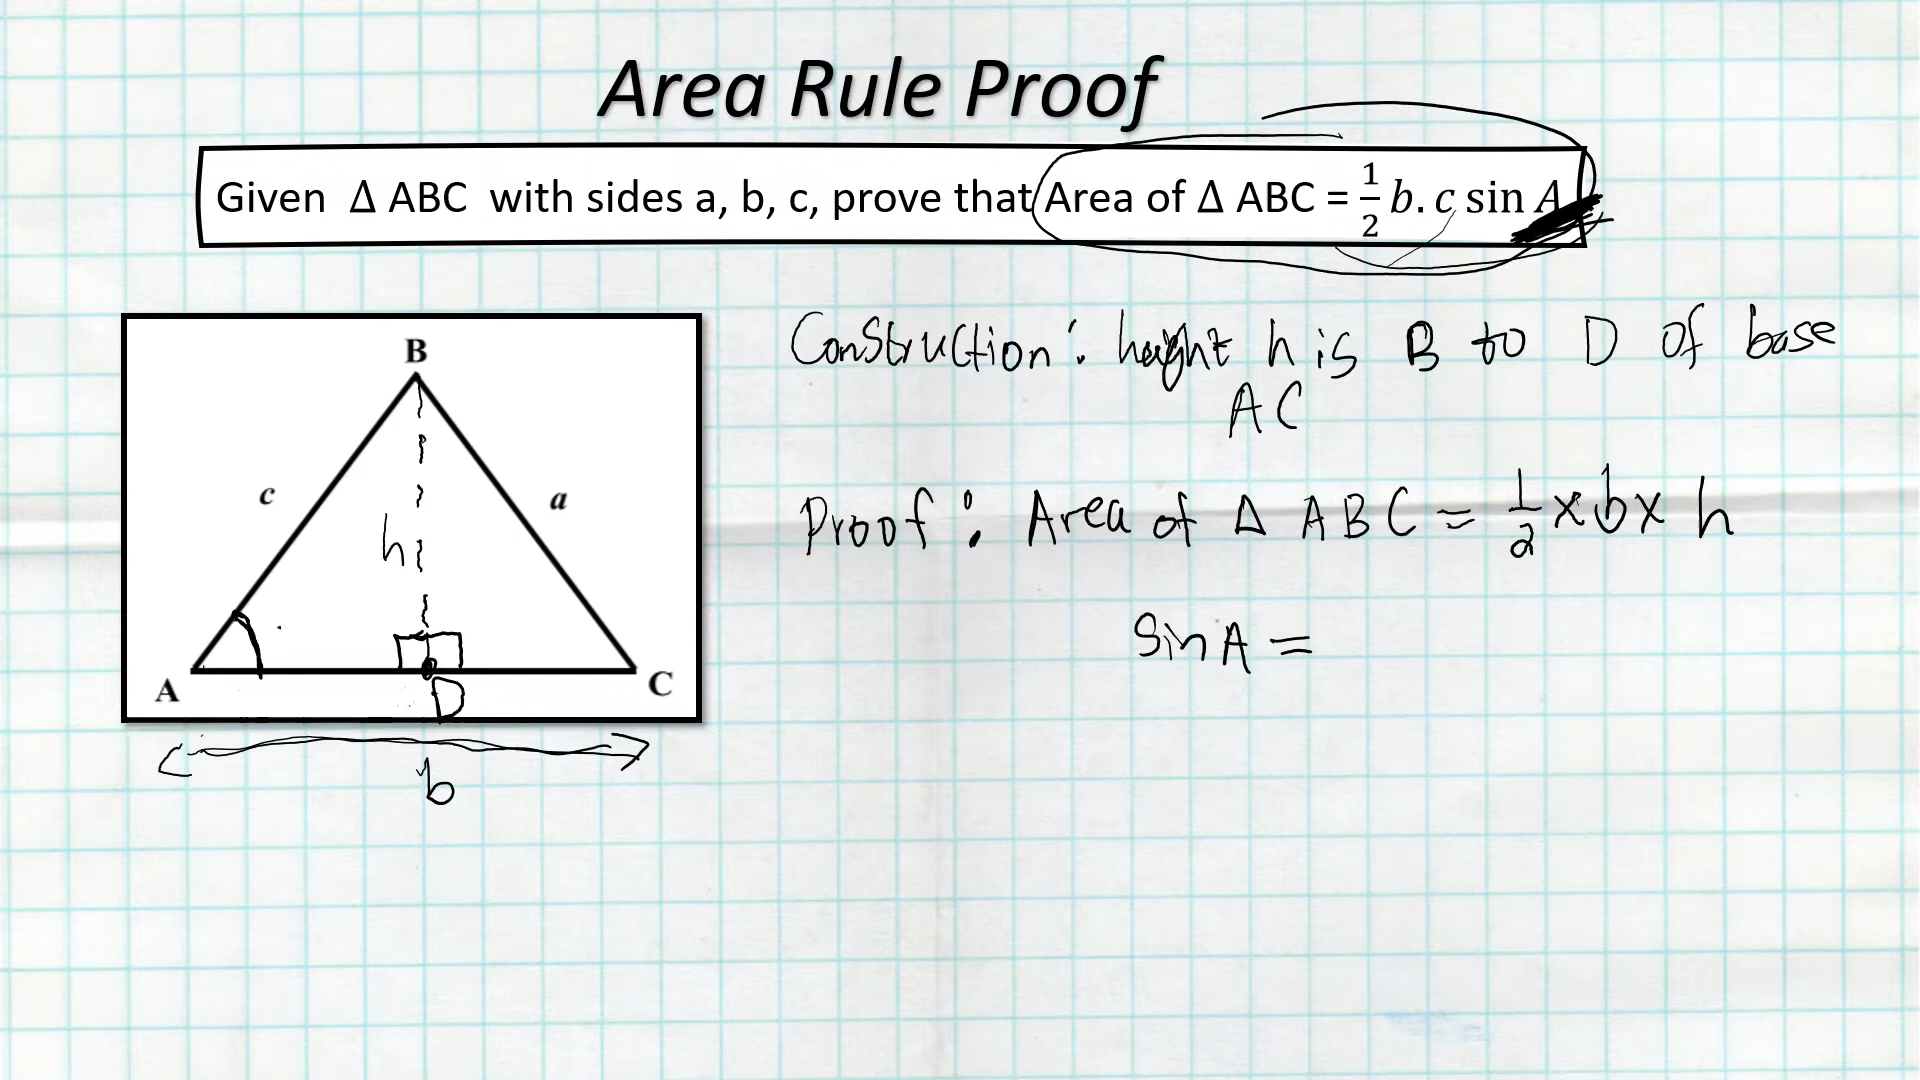 Area Rule Proof
Given Δ ABC with sides a, b, c, prove that Area of Δ ABC = 1/2 b. c sin A
Construction : height h is B to D of base
AC
B
c
a
h
A
D
C
b
Proof : Area of Δ ABC = 1/2 x b x h
Sin A =